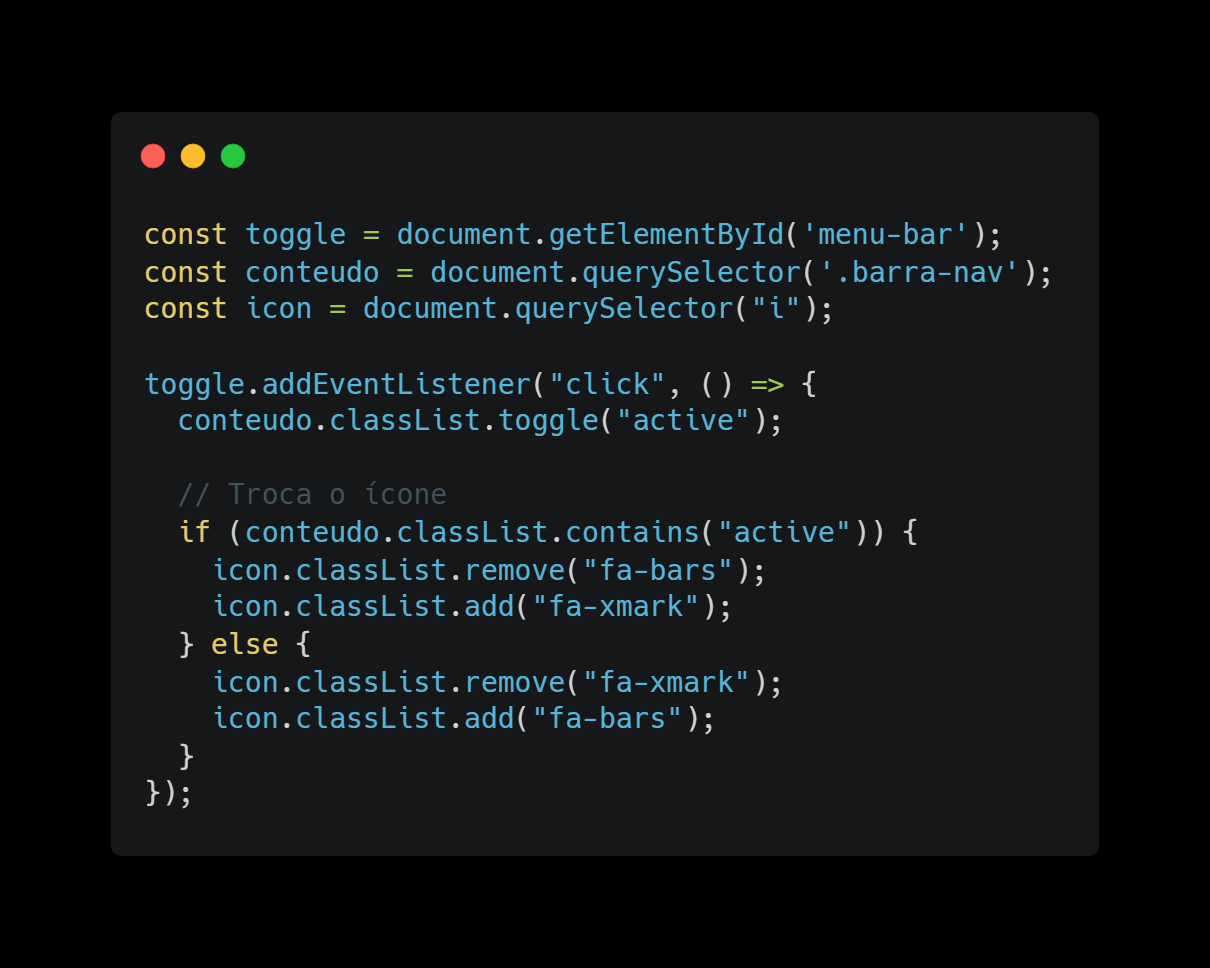 const toggle = document.getElementById('menu-bar');
const conteudo = document.querySelector('.barra-nav');
const icon = document.querySelector("i");

toggle.addEventListener("click", () => {
  conteudo.classList.toggle("active");

  // Troca o ícone
  if (conteudo.classList.contains("active")) {
    icon.classList.remove("fa-bars");
    icon.classList.add("fa-xmark");
  } else {
    icon.classList.remove("fa-xmark");
    icon.classList.add("fa-bars");
  }
});